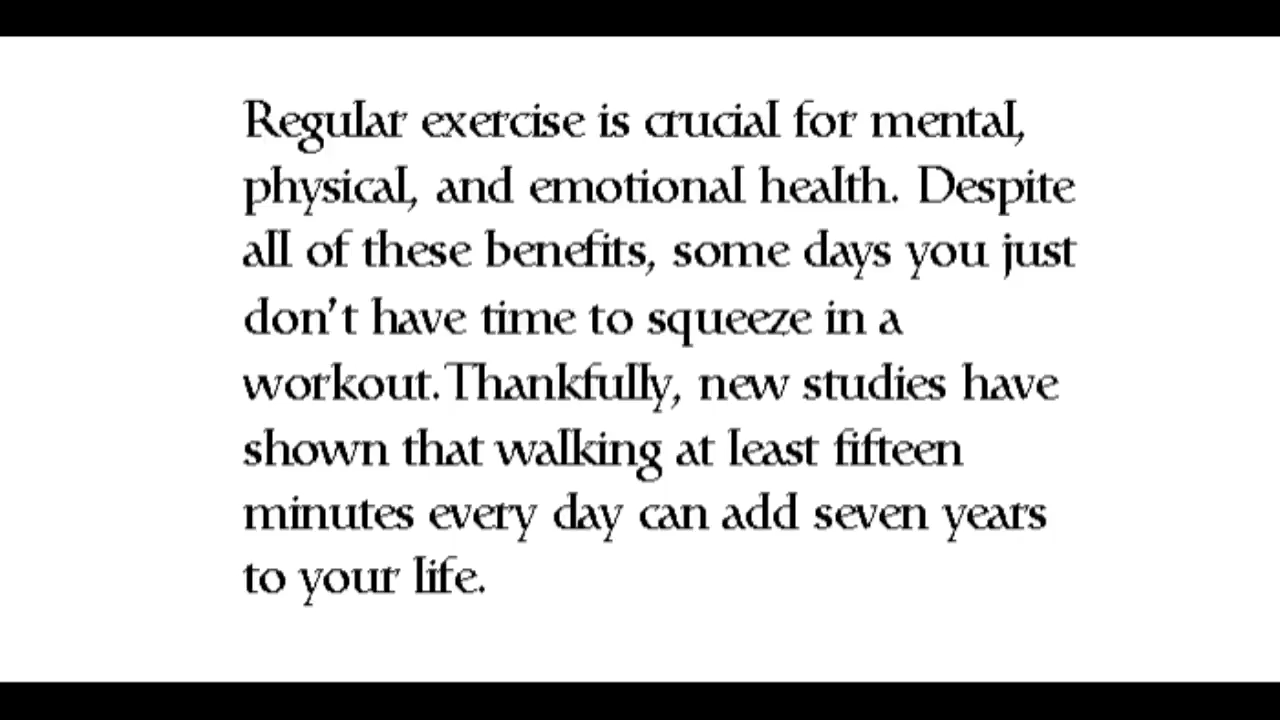 Regular exercise is crucial for mental,
physical, and emotional health. Despite
all of these benefits, some days you just
don't have time to squeeze in a
workout. Thankfully, new studies have
shown that walking at least fifteen
minutes every day can add seven years
to your life.